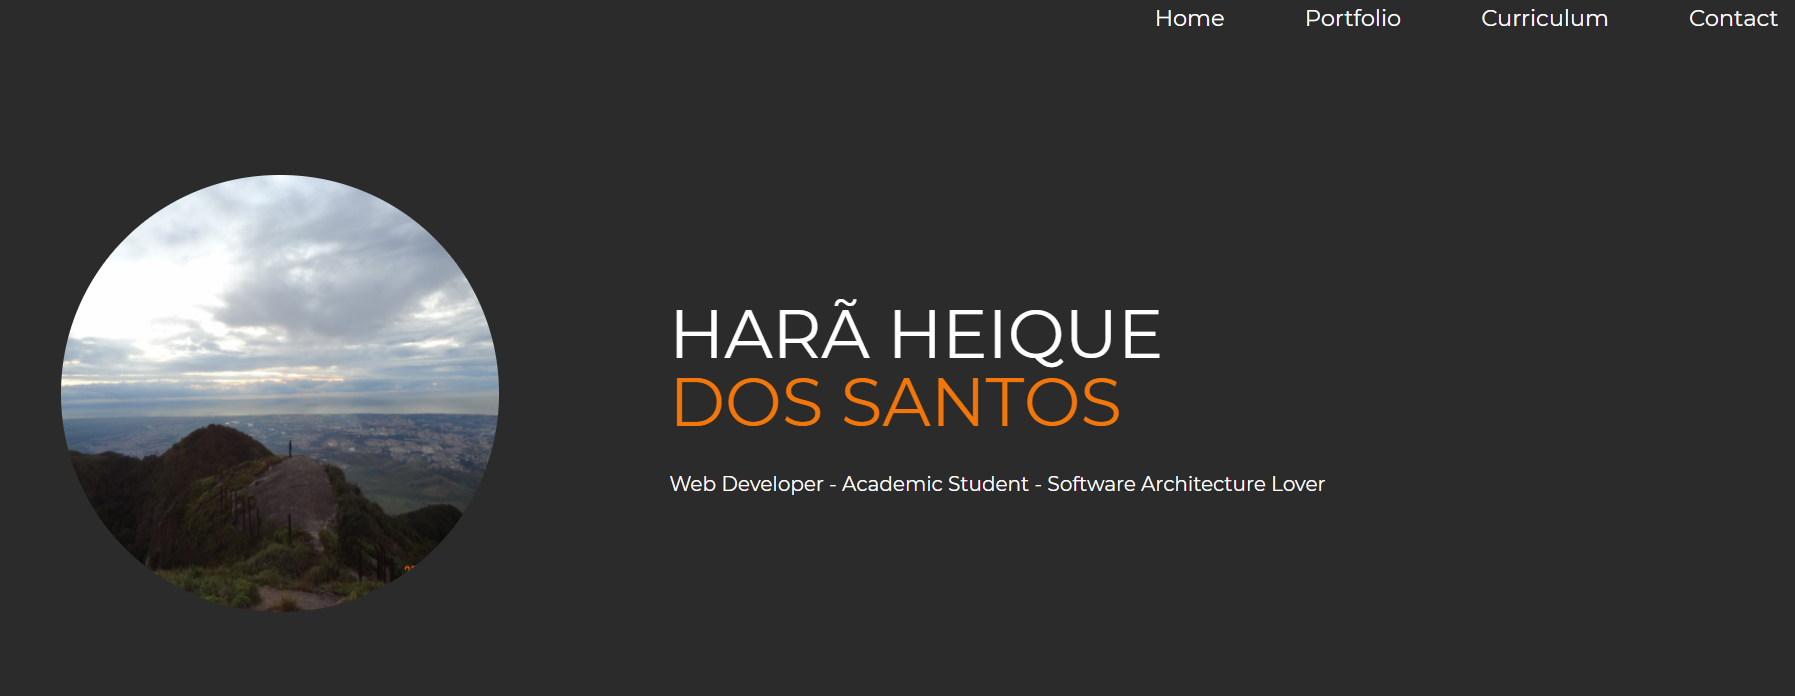 Home Portfolio Curriculum Contact
HARÃ HEIQUE
DOS SANTOS
Web Developer - Academic Student - Software Architecture Lover